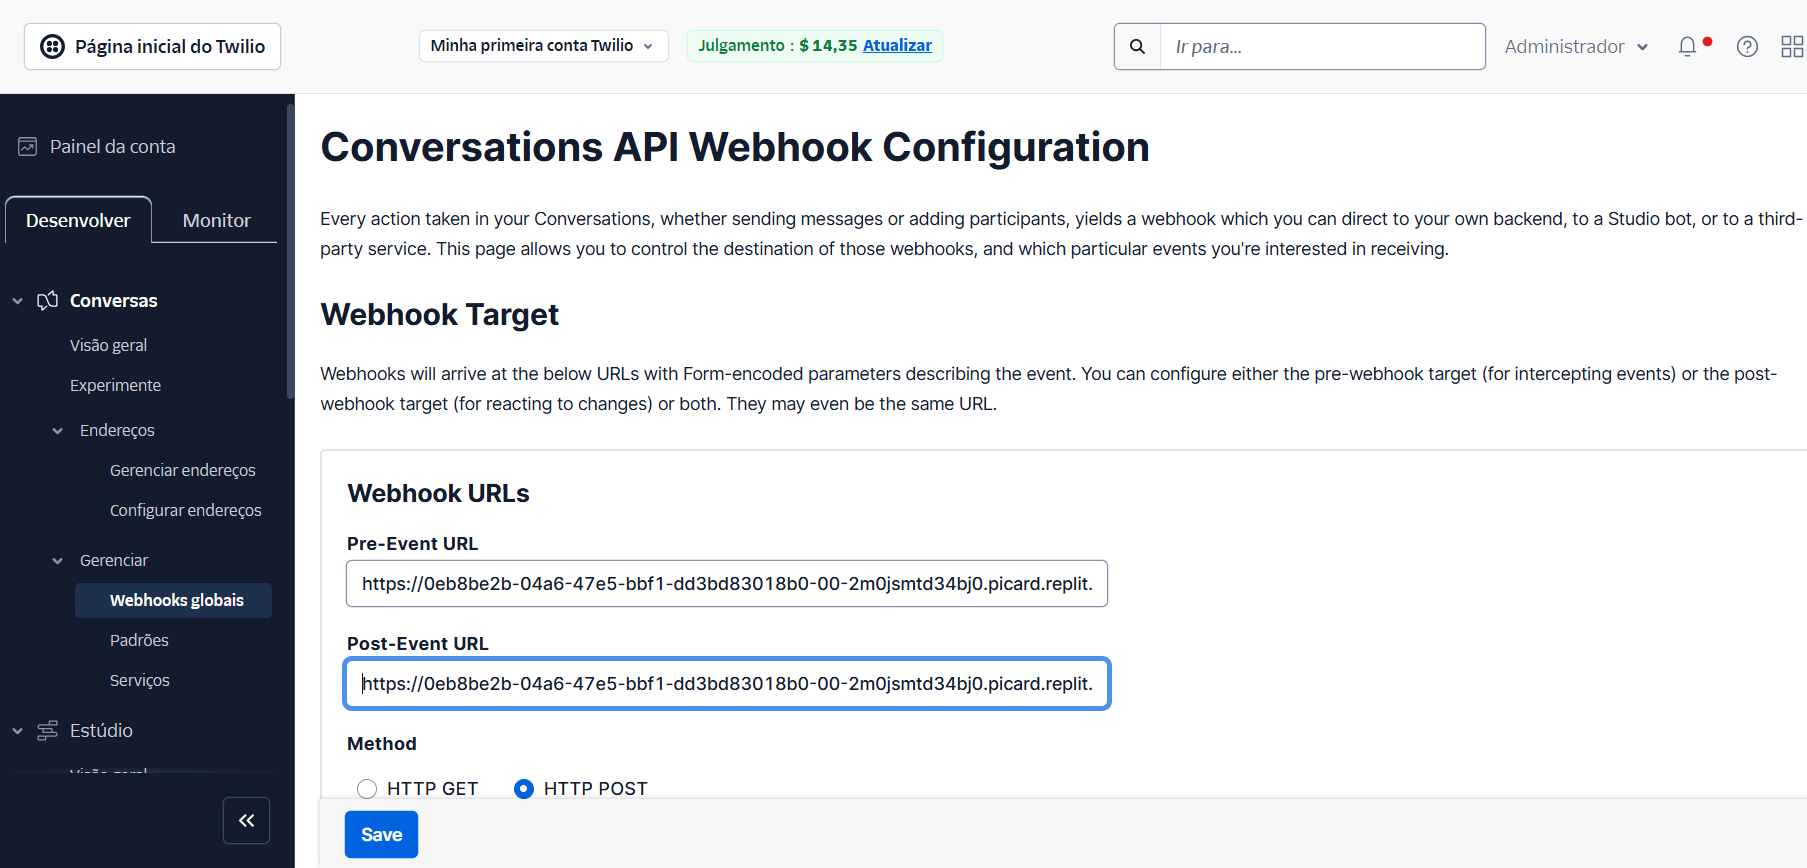 Página inicial do Twilio
Minha primeira conta Twilio
Julgamento : $ 14,35 Atualizar
Ir para...
Administrador
Painel da conta
Desenvolver
Monitor
Conversas
Visão geral
Experimente
Endereços
Gerenciar endereços
Configurar endereços
Gerenciar
Webhooks globais
Padrões
Serviços
Estúdio
Visão geral
Conversations API Webhook Configuration
Every action taken in your Conversations, whether sending messages or adding participants, yields a webhook which you can direct to your own backend, to a Studio bot, or to a third-
party service. This page allows you to control the destination of those webhooks, and which particular events you're interested in receiving.
Webhook Target
Webhooks will arrive at the below URLs with Form-encoded parameters describing the event. You can configure either the pre-webhook target (for intercepting events) or the post-
webhook target (for reacting to changes) or both. They may even be the same URL.
Webhook URLs
Pre-Event URL
https://0eb8be2b-04a6-47e5-bbf1-dd3bd83018b0-00-2m0jsmtd34bj0.picard.replit.
Post-Event URL
https://0eb8be2b-04a6-47e5-bbf1-dd3bd83018b0-00-2m0jsmtd34bj0.picard.replit.
Method
HTTP GET
HTTP POST
Save